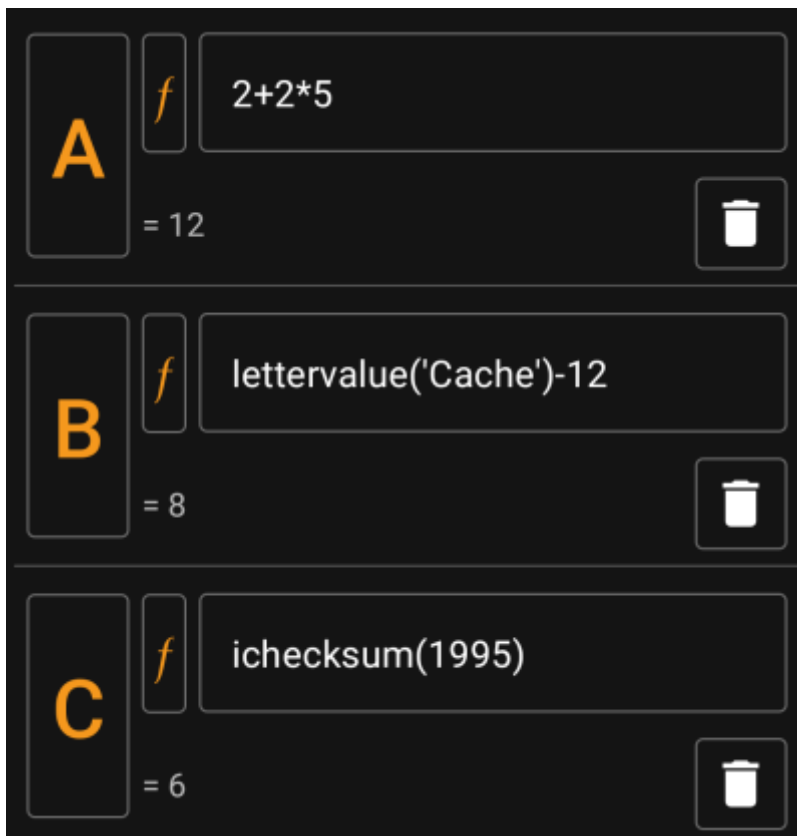 A
f
2+2*5
= 12
B
f
lettervalue('Cache')-12
= 8
C
f
ichecksum(1995)
= 6